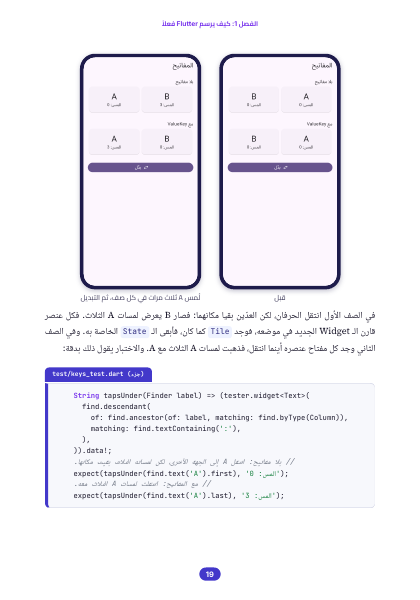 الفصل 1: كيف يرسم Flutter فعلاً
المفاتيح
بلا مفاتيح
B
اللمس: 0
A
اللمس: 0
مع ValueKey
B
اللمس: 0
A
اللمس: 0
بدّل
قبل
المفاتيح
بلا مفاتيح
B
اللمس: 3
A
اللمس: 0
مع ValueKey
B
اللمس: 0
A
اللمس: 3
بدّل
لُمس A ثلاث مرات في كل صف، ثم التبديل
في الصف الأول انتقل الحرفان، لكن العدّين بقيا مكانهما: فصار B يعرض لمسات A الثلاث. فكل عنصر
قارن الـ Widget الجديد في موضعه، فوجد Tile كما كان، فأبقى الـ State الخاصة به. وفي الصف
الثاني وجد كل مفتاح عنصره أينما انتقل، فذهبت لمسات A الثلاث مع A. والاختبار يقول ذلك بدقة:
test/keys_test.dart (جزء)
String tapsUnder(Finder label) => (tester.widget<Text>(
find.descendant(
of: find.ancestor(of: label, matching: find.byType(Column)),
matching: find.textContaining(':'),
),
)).data!;
// بلا مفاتيح: انتقل A إلى الجهة الأخرى، لكن لمساته الثلاث بقيت مكانها.
expect(tapsUnder(find.text('A').first), 'اللمس: 0');
// مع المفاتيح: انتقلت لمسات A الثلاث معه.
expect(tapsUnder(find.text('A').last), 'اللمس: 3');
19